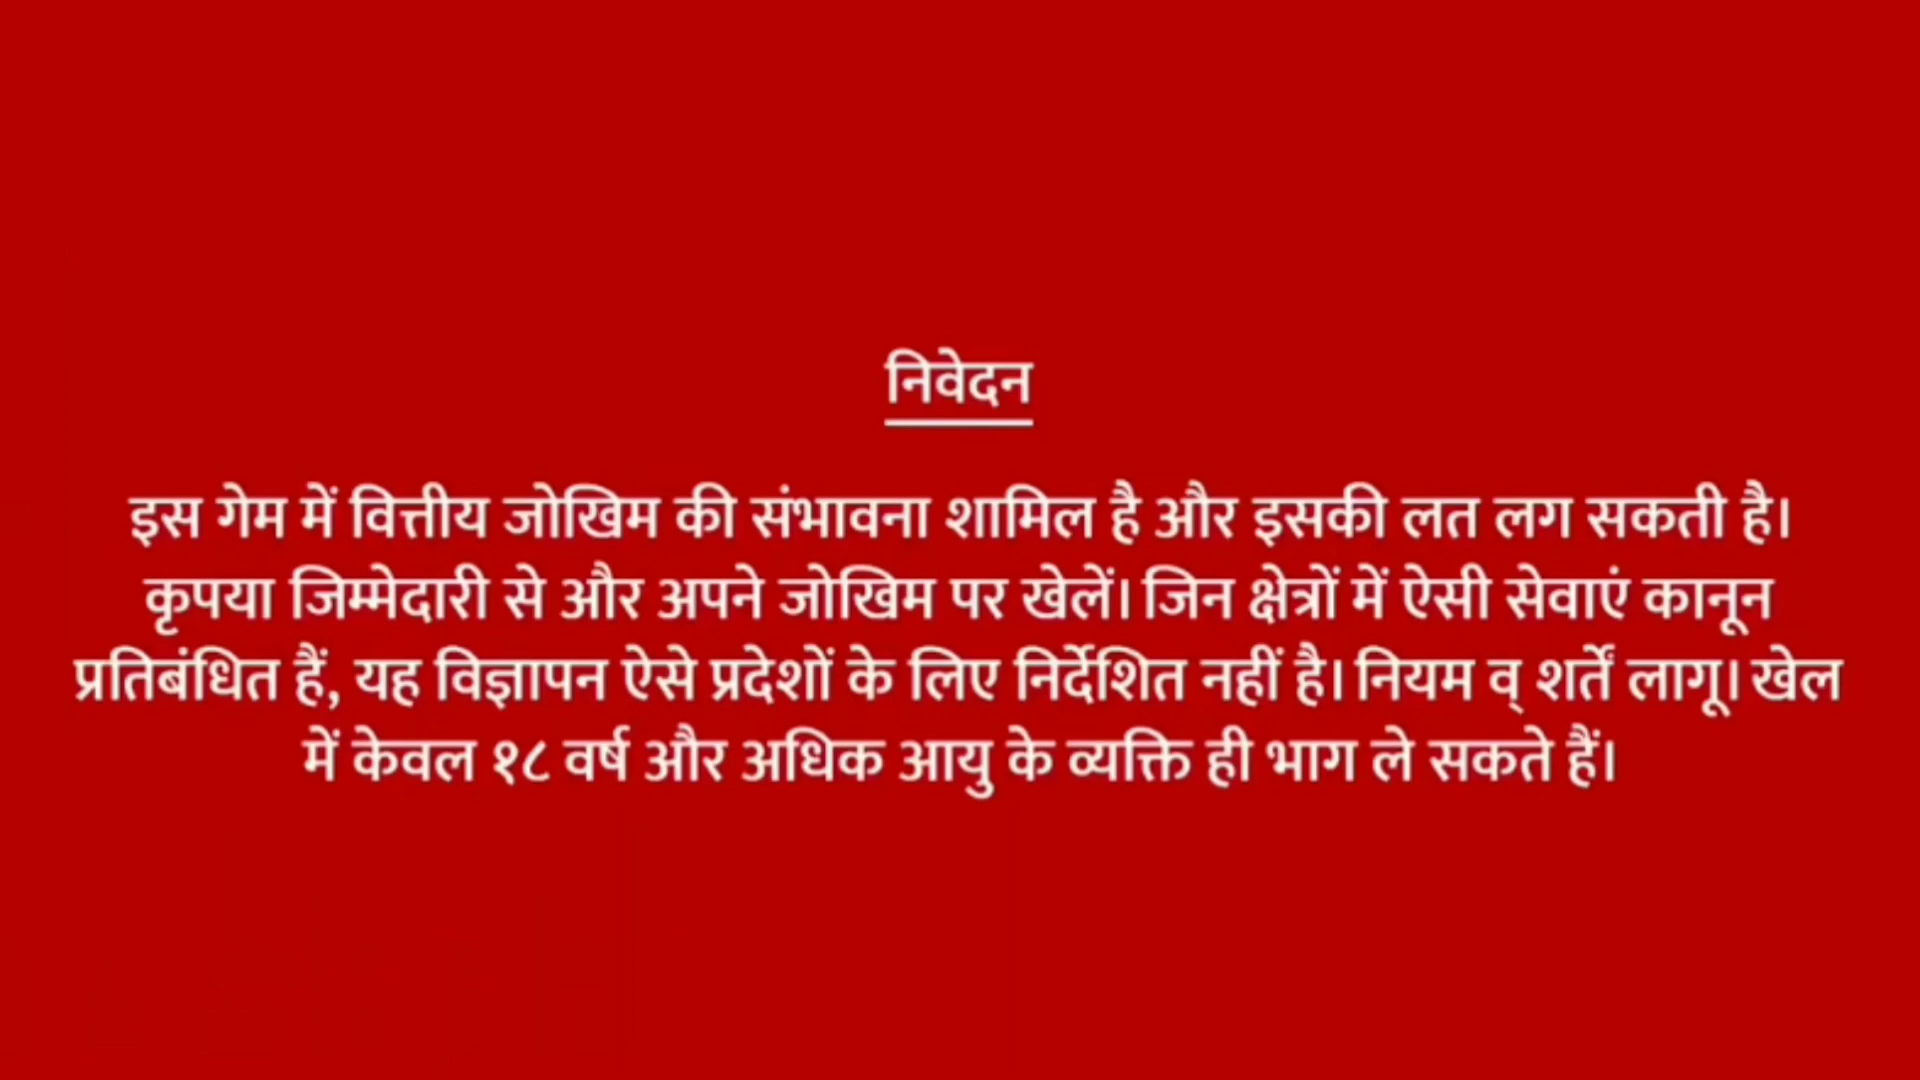 निवेदन
इस गेम में वित्तीय जोखिम की संभावना शामिल है और इसकी लत लग सकती है।
कृपया जिम्मेदारी से और अपने जोखिम पर खेलें। जिन क्षेत्रों में ऐसी सेवाएं कानून
प्रतिबंधित हैं, यह विज्ञापन ऐसे प्रदेशों के लिए निर्देशित नहीं है। नियम व् शर्तें लागू। खेल
में केवल १८ वर्ष और अधिक आयु के व्यक्ति ही भाग ले सकते हैं।